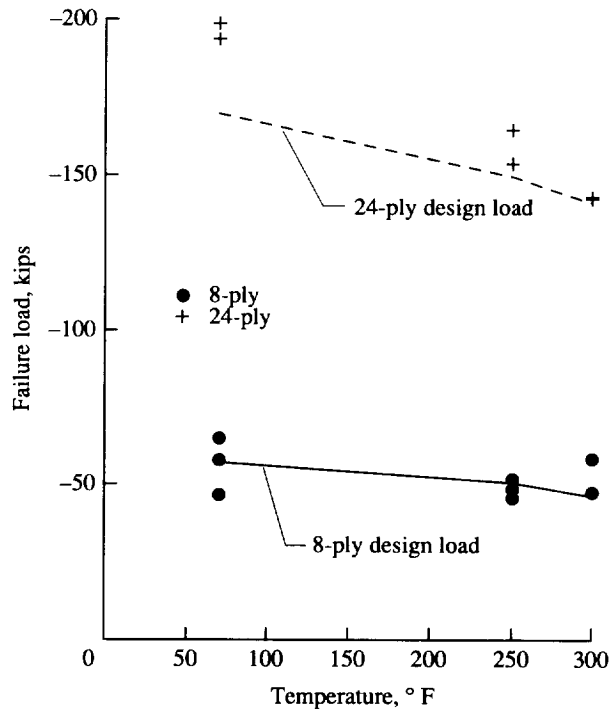 −200
−150
24-ply design load
8-ply
24-ply
−100
Failure load, kips
−50
8-ply design load
0 50 100 150 200 250 300
Temperature, ° F